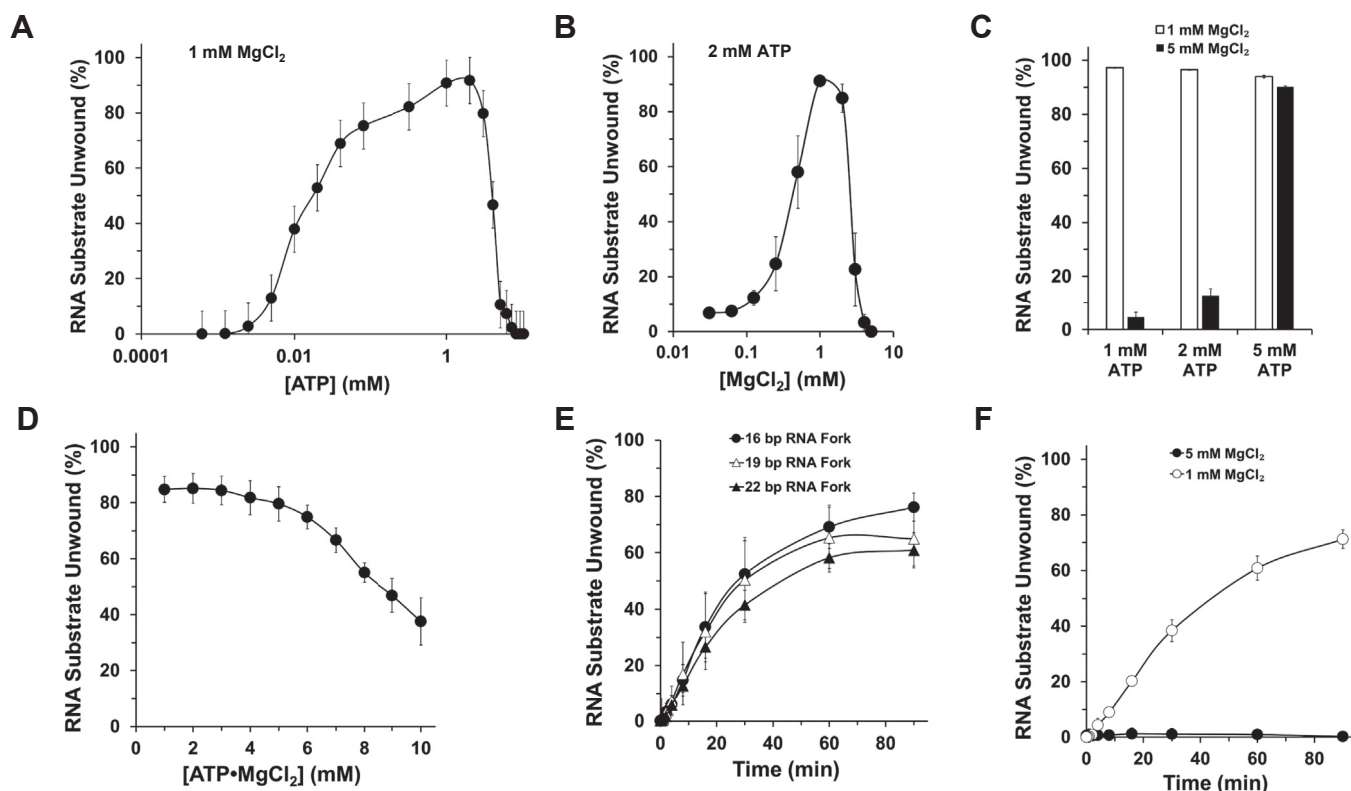 A
1 mM MgCl₂
RNA Substrate Unwound (%)
100
80
60
40
20
0
0.0001
0.01
1
[ATP] (mM)
B
2 mM ATP
RNA Substrate Unwound (%)
100
80
60
40
20
0
0.01
0.1
1
10
[MgCl₂] (mM)
C
1 mM MgCl₂
5 mM MgCl₂
RNA Substrate Unwound (%)
100
80
60
40
20
0
1 mM
ATP
2 mM
ATP
5 mM
ATP
D
RNA Substrate Unwound (%)
100
80
60
40
20
0
0
2
4
6
8
10
[ATP•MgCl₂] (mM)
E
16 bp RNA Fork
19 bp RNA Fork
22 bp RNA Fork
RNA Substrate Unwound (%)
100
80
60
40
20
0
0
20
40
60
80
Time (min)
F
5 mM MgCl₂
1 mM MgCl₂
RNA Substrate Unwound (%)
100
80
60
40
20
0
0
20
40
60
80
Time (min)